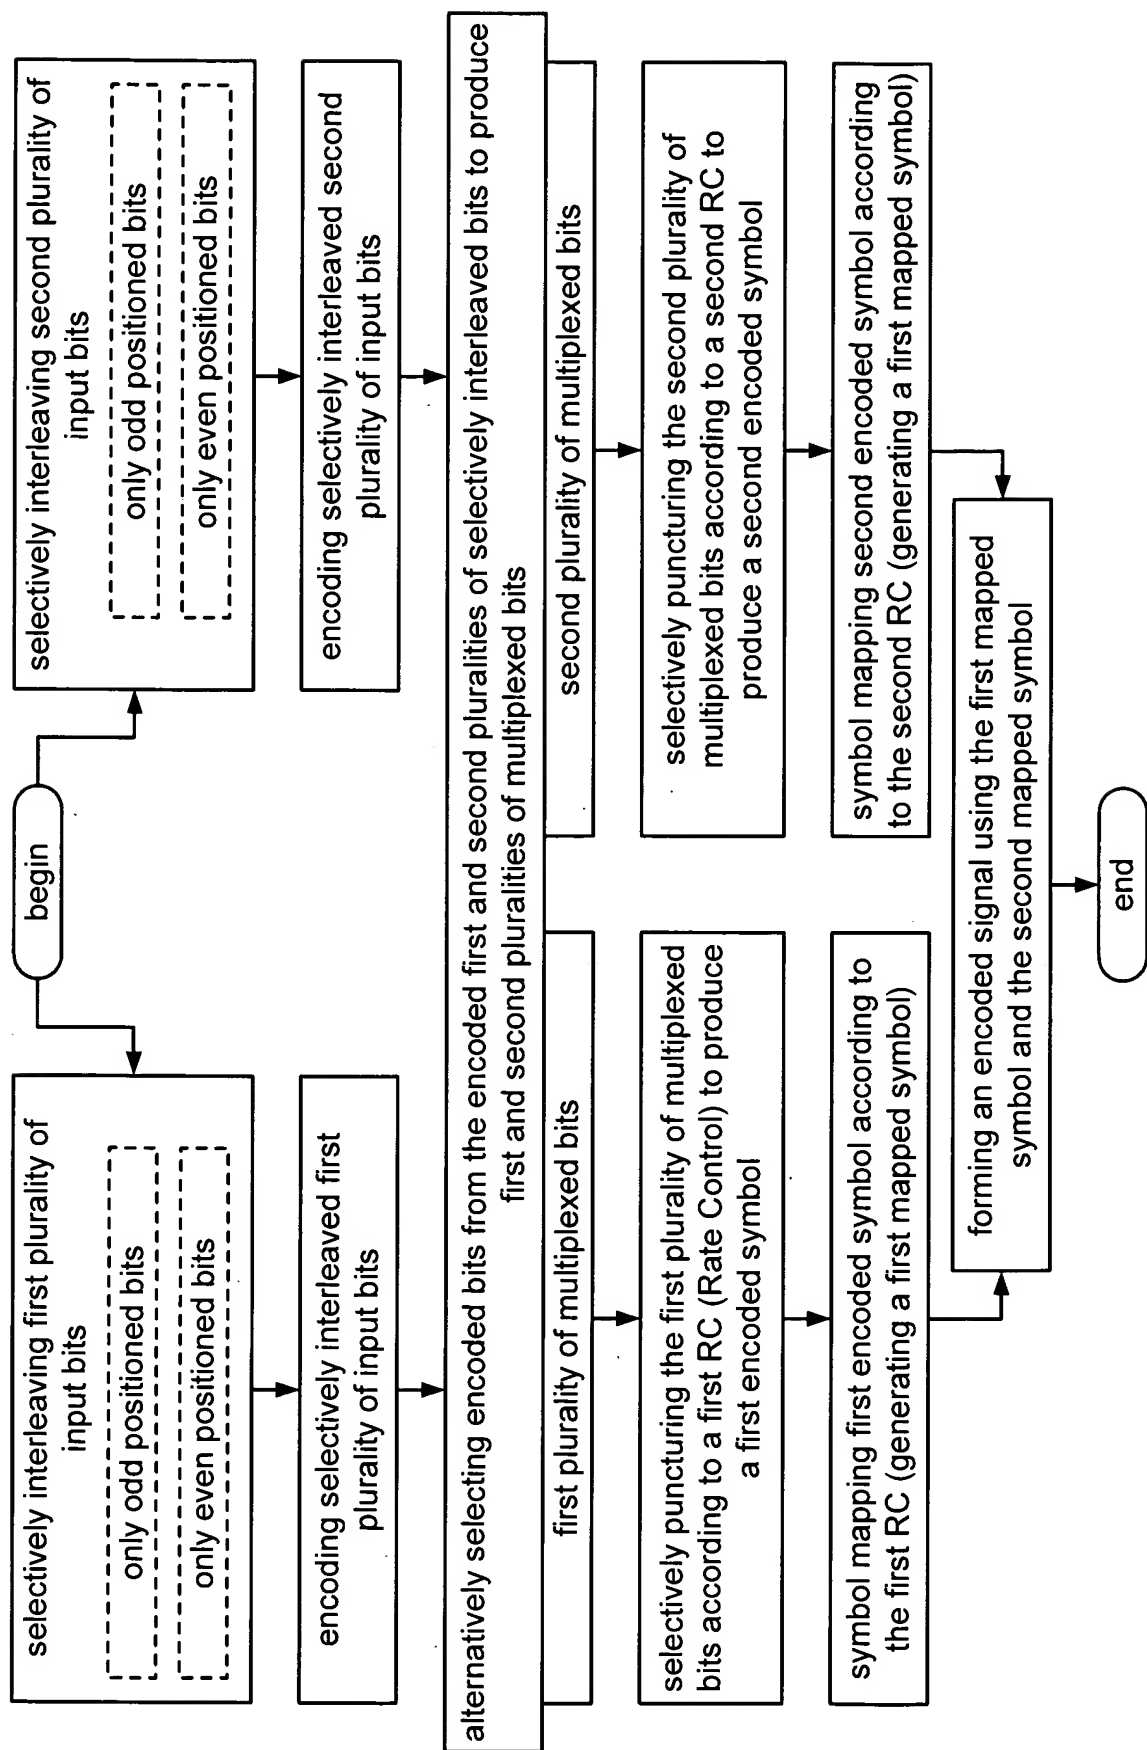 begin
selectively interleaving first plurality of
input bits
only odd positioned bits
only even positioned bits
encoding selectively interleaved first
plurality of input bits
selectively interleaving second plurality of
input bits
only odd positioned bits
only even positioned bits
encoding selectively interleaved second
plurality of input bits
alternatively selecting encoded bits from the encoded first and second pluralities of selectively interleaved bits to produce
first and second pluralities of multiplexed bits
first plurality of multiplexed bits
selectively puncturing the first plurality of multiplexed
bits according to a first RC (Rate Control) to produce
a first encoded symbol
symbol mapping first encoded symbol according to
the first RC (generating a first mapped symbol)
second plurality of multiplexed bits
selectively puncturing the second plurality of
multiplexed bits according to a second RC to
produce a second encoded symbol
symbol mapping second encoded symbol according
to the second RC (generating a first mapped symbol)
forming an encoded signal using the first mapped
symbol and the second mapped symbol
end